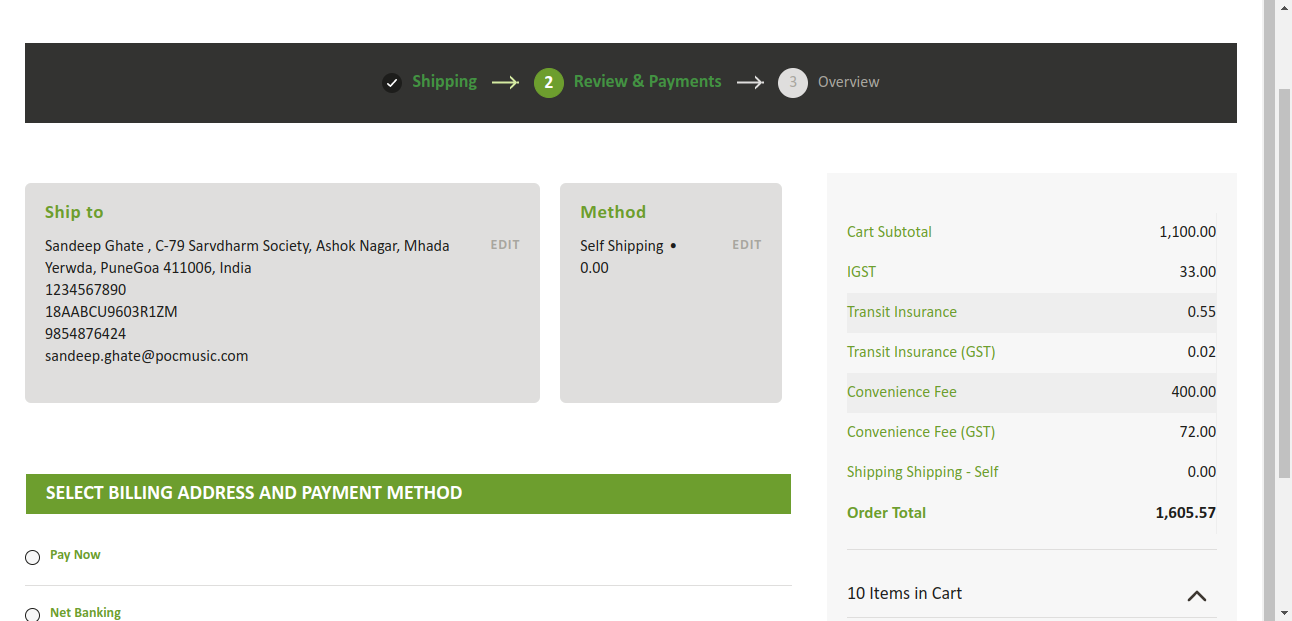 Shipping
2 Review & Payments
3 Overview
Ship to
Sandeep Ghate , C-79 Sarvdharm Society, Ashok Nagar, Mhada
EDIT
Yerwda, PuneGoa 411006, India
1234567890
18AABCU9603R1ZM
9854876424
sandeep.ghate@pocmusic.com
Method
Self Shipping •
EDIT
0.00
SELECT BILLING ADDRESS AND PAYMENT METHOD
Pay Now
Net Banking
Cart Subtotal 1,100.00
IGST 33.00
Transit Insurance 0.55
Transit Insurance (GST) 0.02
Convenience Fee 400.00
Convenience Fee (GST) 72.00
Shipping Shipping - Self 0.00
Order Total 1,605.57
10 Items in Cart